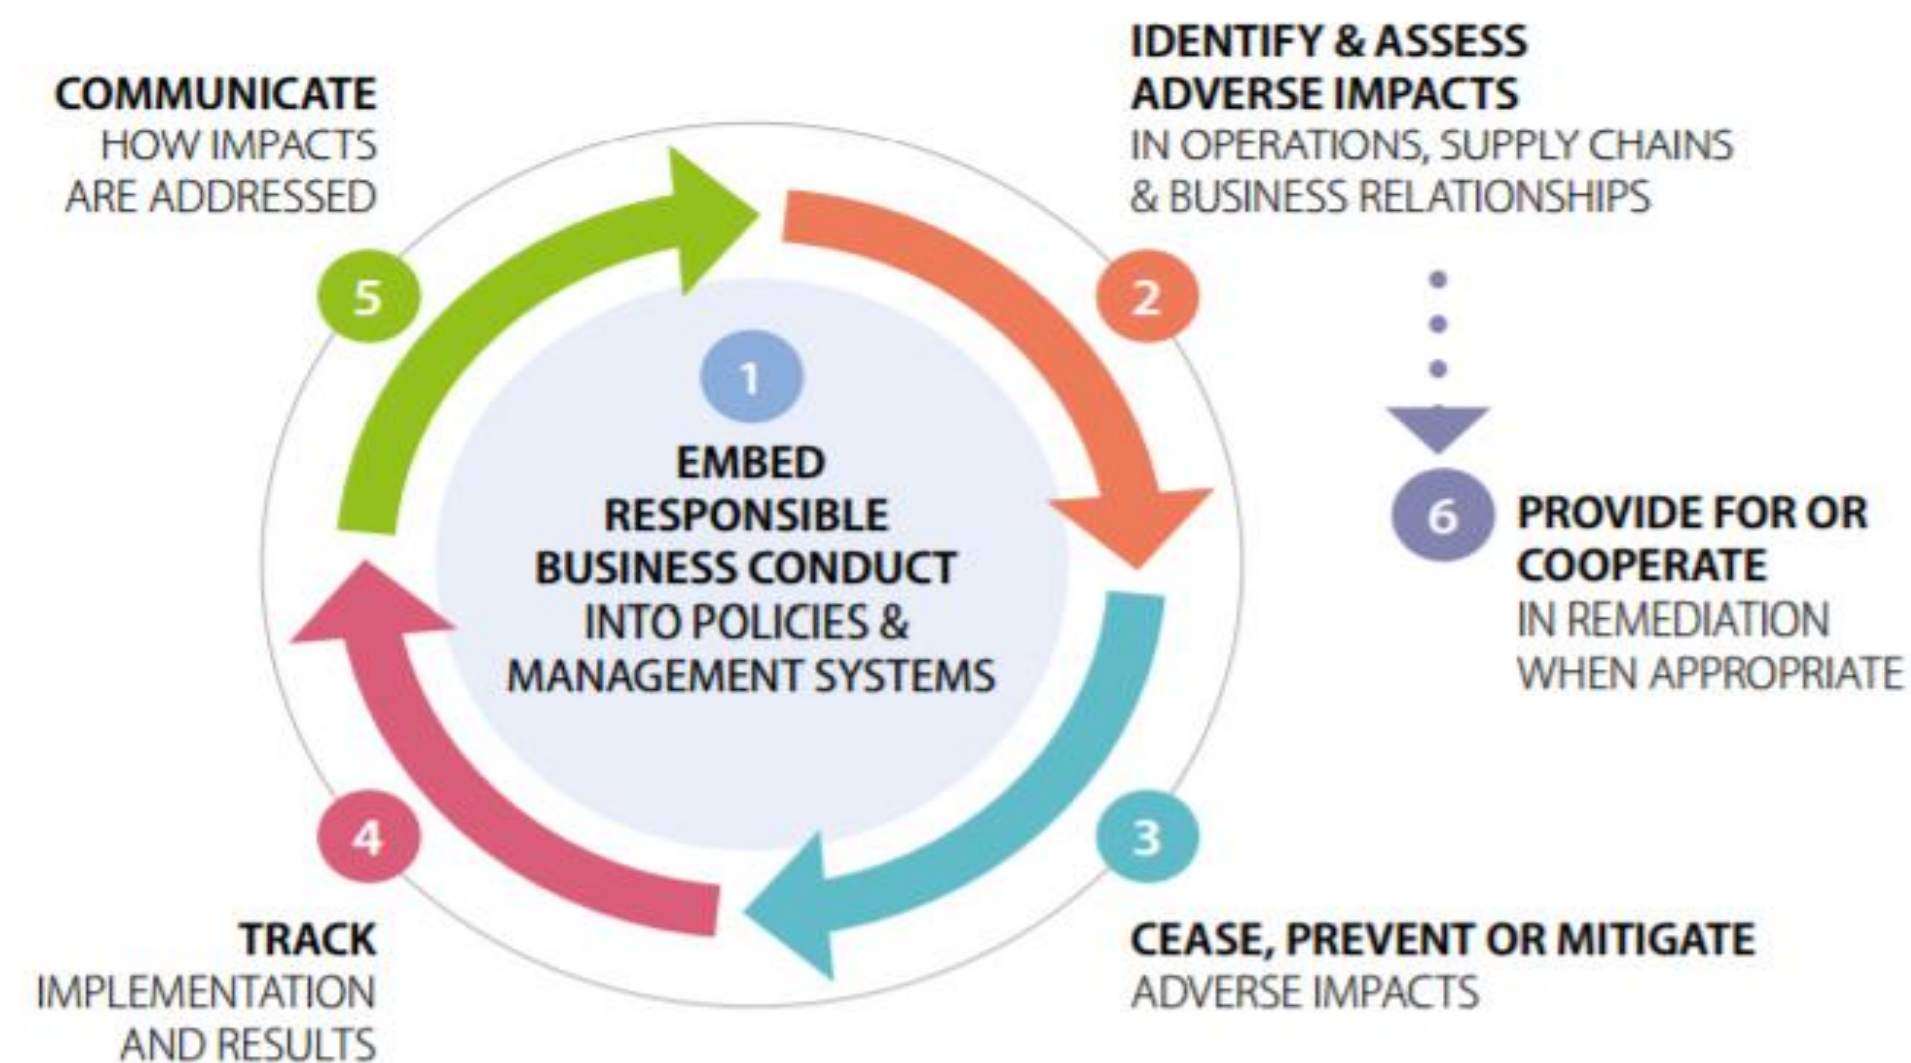 COMMUNICATE
HOW IMPACTS
ARE ADDRESSED
5
IDENTIFY & ASSESS
ADVERSE IMPACTS
IN OPERATIONS, SUPPLY CHAINS
& BUSINESS RELATIONSHIPS
2
1
EMBED
RESPONSIBLE
BUSINESS CONDUCT
INTO POLICIES &
MANAGEMENT SYSTEMS
6
PROVIDE FOR OR
COOPERATE
IN REMEDIATION
WHEN APPROPRIATE
4
TRACK
IMPLEMENTATION
AND RESULTS
3
CEASE, PREVENT OR MITIGATE
ADVERSE IMPACTS